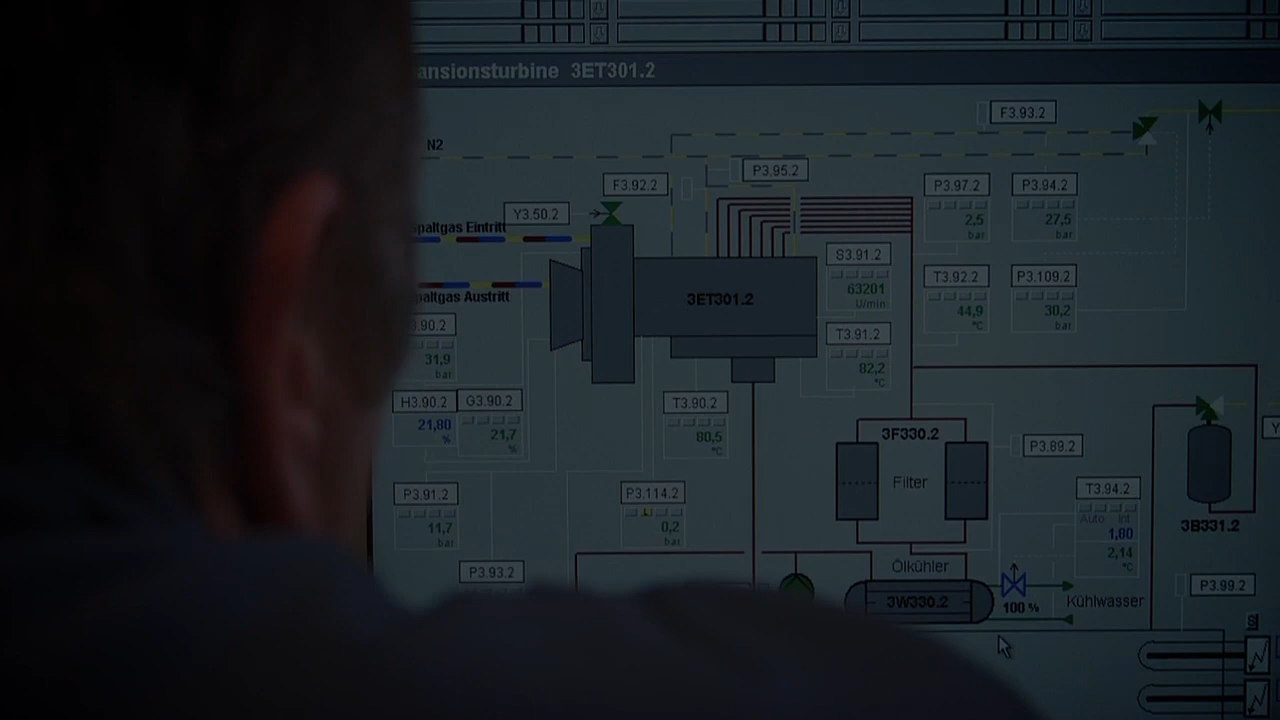 ansionsturbine 3ET301.2
F3.93.2
N2
P3.95.2
F3.92.2
P3.97.2
2,5
bar
P3.94.2
27,5
bar
Y3.50.2
paltgas Eintritt
S3.91.2
63201
U/min
T3.92.2
44,9
°C
P3.109.2
30,2
bar
3ET301.2
paltgas Austritt
.90.2
31,9
bar
T3.91.2
82,2
°C
H3.90.2
21,80
%
G3.90.2
21,7
%
T3.90.2
80,5
°C
3F330.2
Filter
P3.89.2
P3.91.2
11,7
bar
P3.114.2
L
0,2
bar
T3.94.2
Auto Int
1,80
2,14
°C
3B331.2
Y
P3.93.2
Ölkühler
3W330.2
100 %
Kühlwasser
P3.99.2